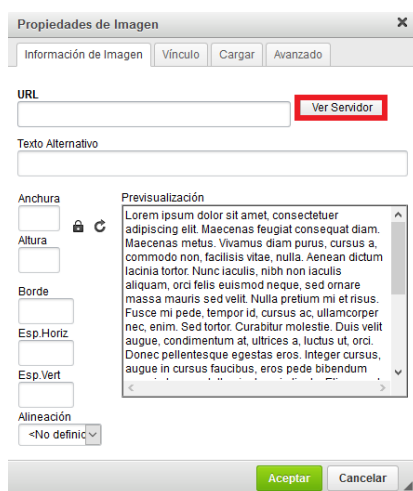 Propiedades de Imagen
Información de Imagen Vínculo Cargar Avanzado
URL
Ver Servidor
Texto Alternativo
Anchura
Previsualización
Altura
Borde
Esp.Horiz
Esp.Vert
Alineación
<No definic
Lorem ipsum dolor sit amet, consectetuer
adipiscing elit. Maecenas feugiat consequat diam.
Maecenas metus. Vivamus diam purus, cursus a,
commodo non, facilisis vitae, nulla. Aenean dictum
lacinia tortor. Nunc iaculis, nibh non iaculis
aliquam, orci felis euismod neque, sed ornare
massa mauris sed velit. Nulla pretium mi et risus.
Fusce mi pede, tempor id, cursus ac, ullamcorper
nec, enim. Sed tortor. Curabitur molestie. Duis velit
augue, condimentum at, ultrices a, luctus ut, orci.
Donec pellentesque egestas eros. Integer cursus,
augue in cursus faucibus, eros pede bibendum
Aceptar Cancelar